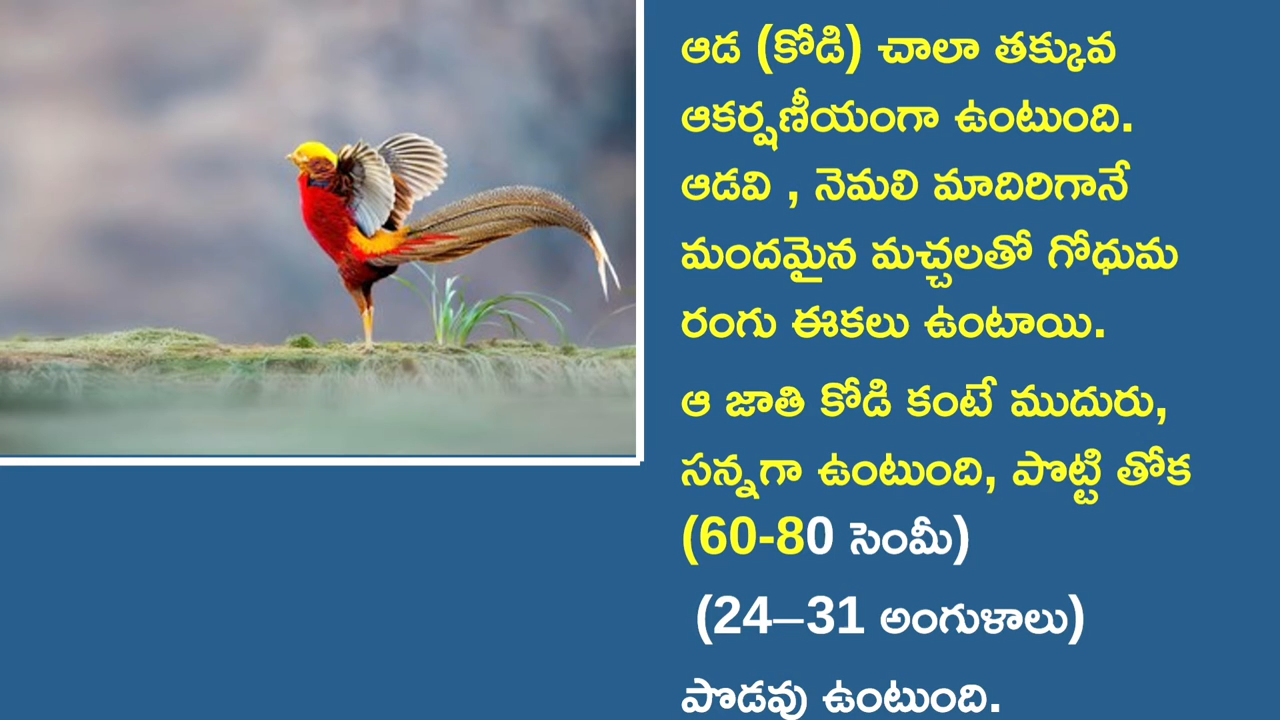 ఆడ (కోడి) చాలా తక్కువ
ఆకర్షణీయంగా ఉంటుంది.
ఆడవి , నెమలి మాదిరిగానే
మందమైన మచ్చలతో గోధుమ
రంగు ఈకలు ఉంటాయి.
ఆ జాతి కోడి కంటే ముదురు,
సన్నగా ఉంటుంది, పొట్టి తోక
(60-80 సెంమీ)
(24–31 అంగుళాలు)
పొడవు ఉంటుంది.